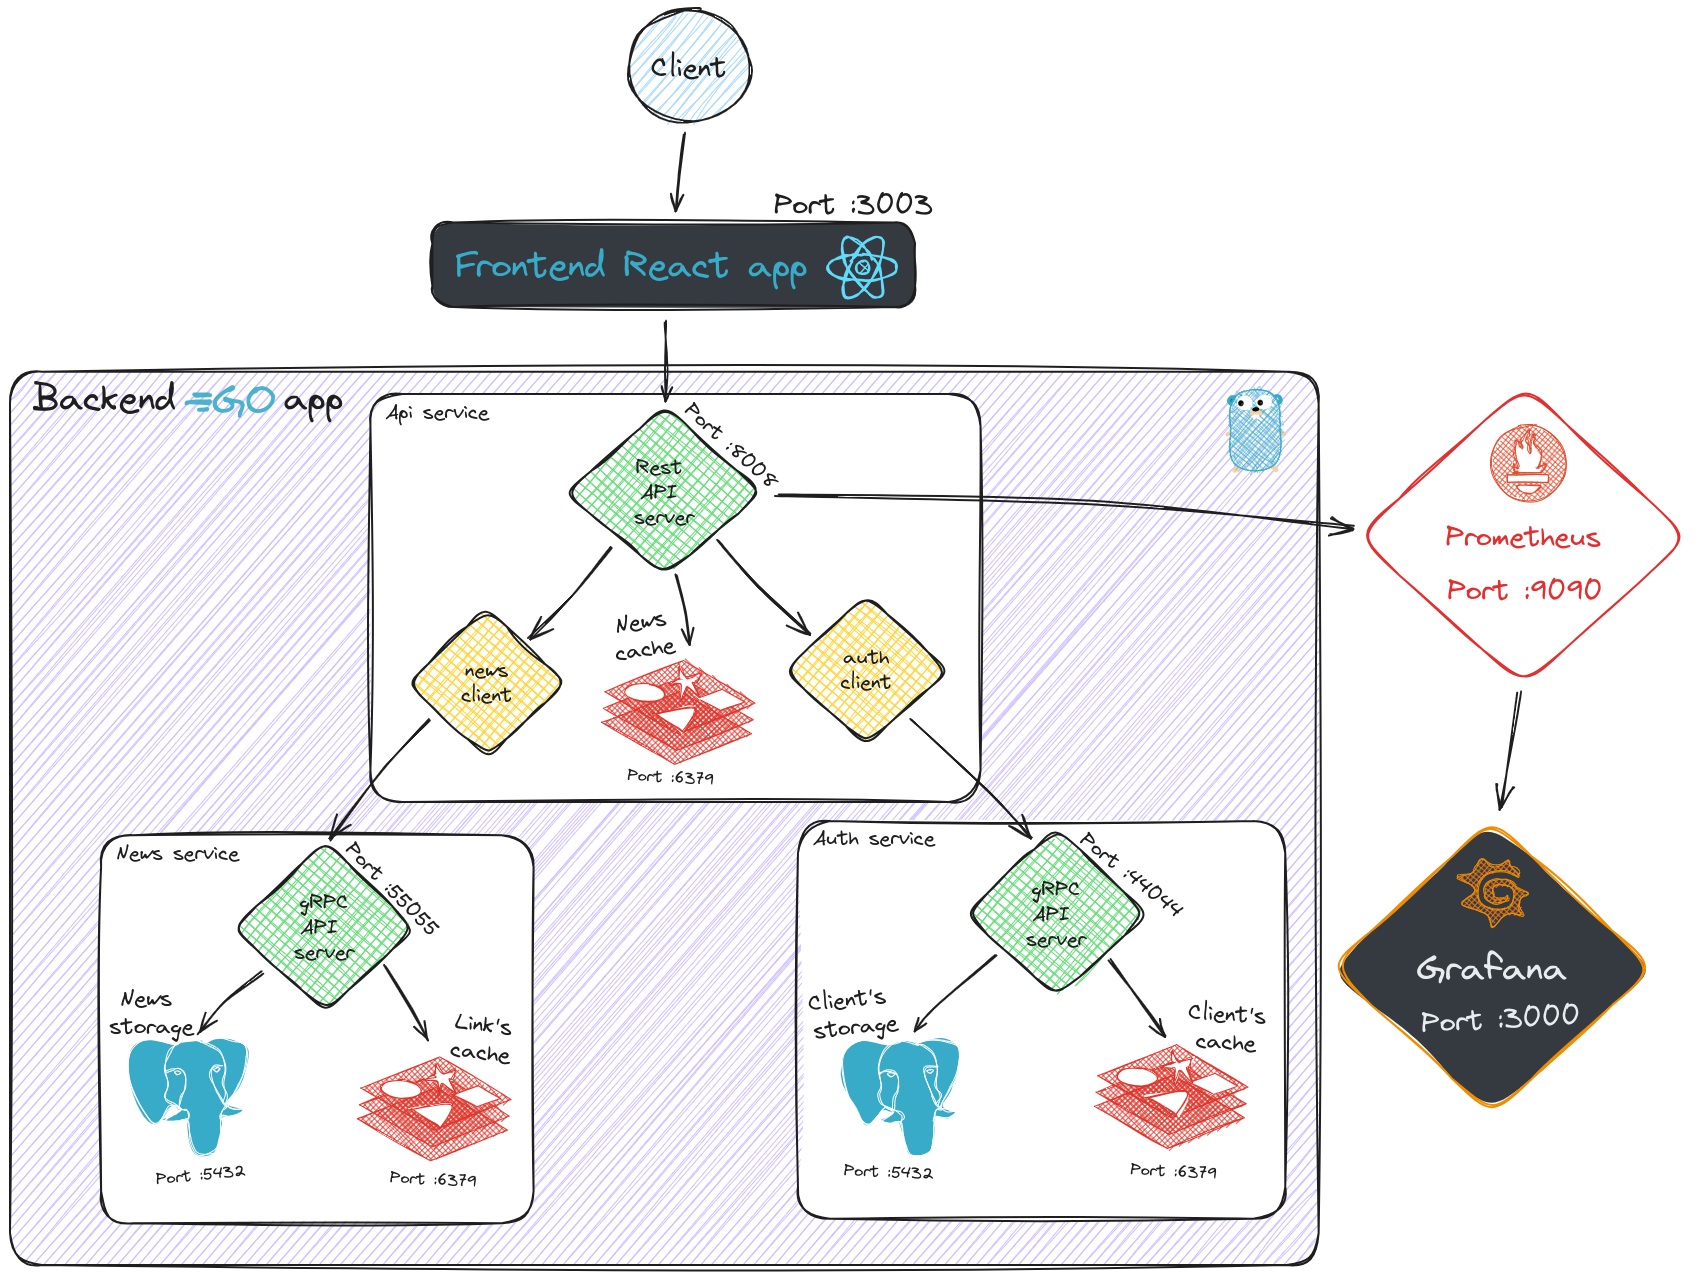 Client
Port :3003
Frontend React app
Backend GO app
Api service
Port :8008
Rest
API
server
Prometheus
Port :9090
News
cache
news
client
auth
client
Port :6379
News service
Port :55055
gRPC
API
server
News
storage
Link's
cache
Port :5432
Port :6379
Auth service
Port :44044
gRPC
API
server
Client's
storage
Client's
cache
Port :5432
Port :6379
Grafana
Port :3000